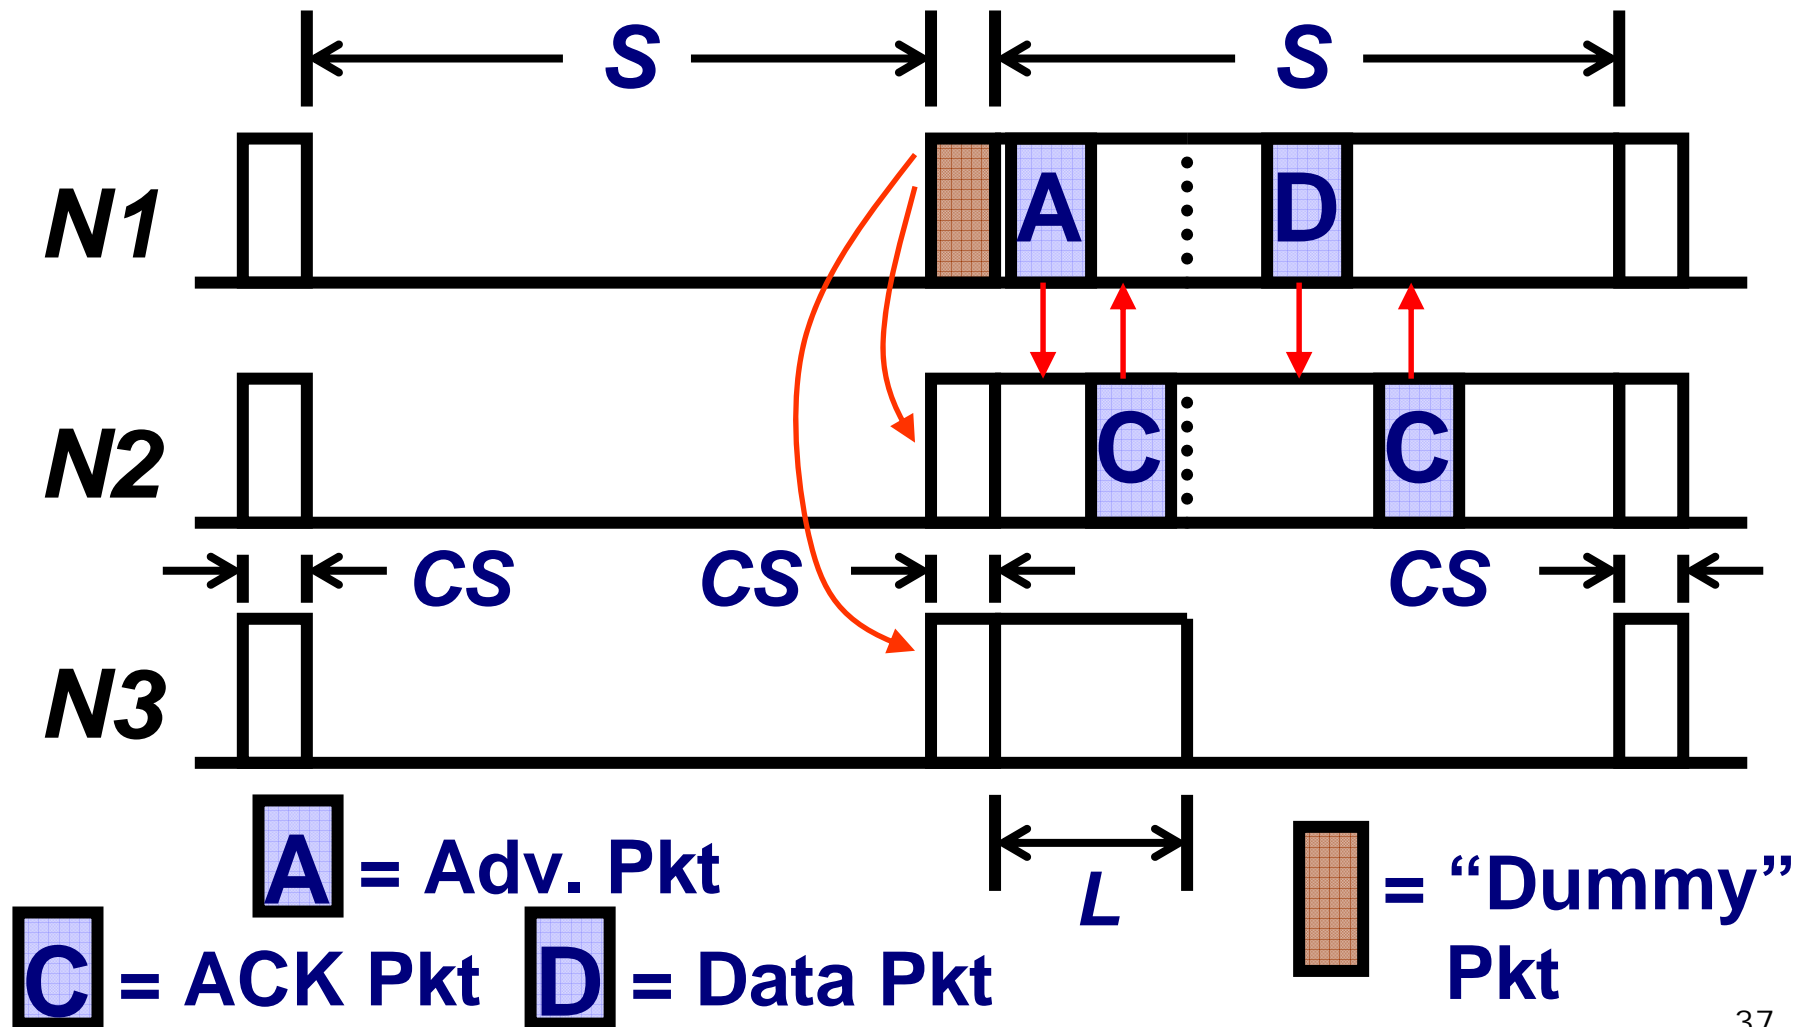 S S
N1 A D
N2 C C
CS CS CS
N3
A = Adv. Pkt
L
= “Dummy” Pkt
C = ACK Pkt D = Data Pkt
37